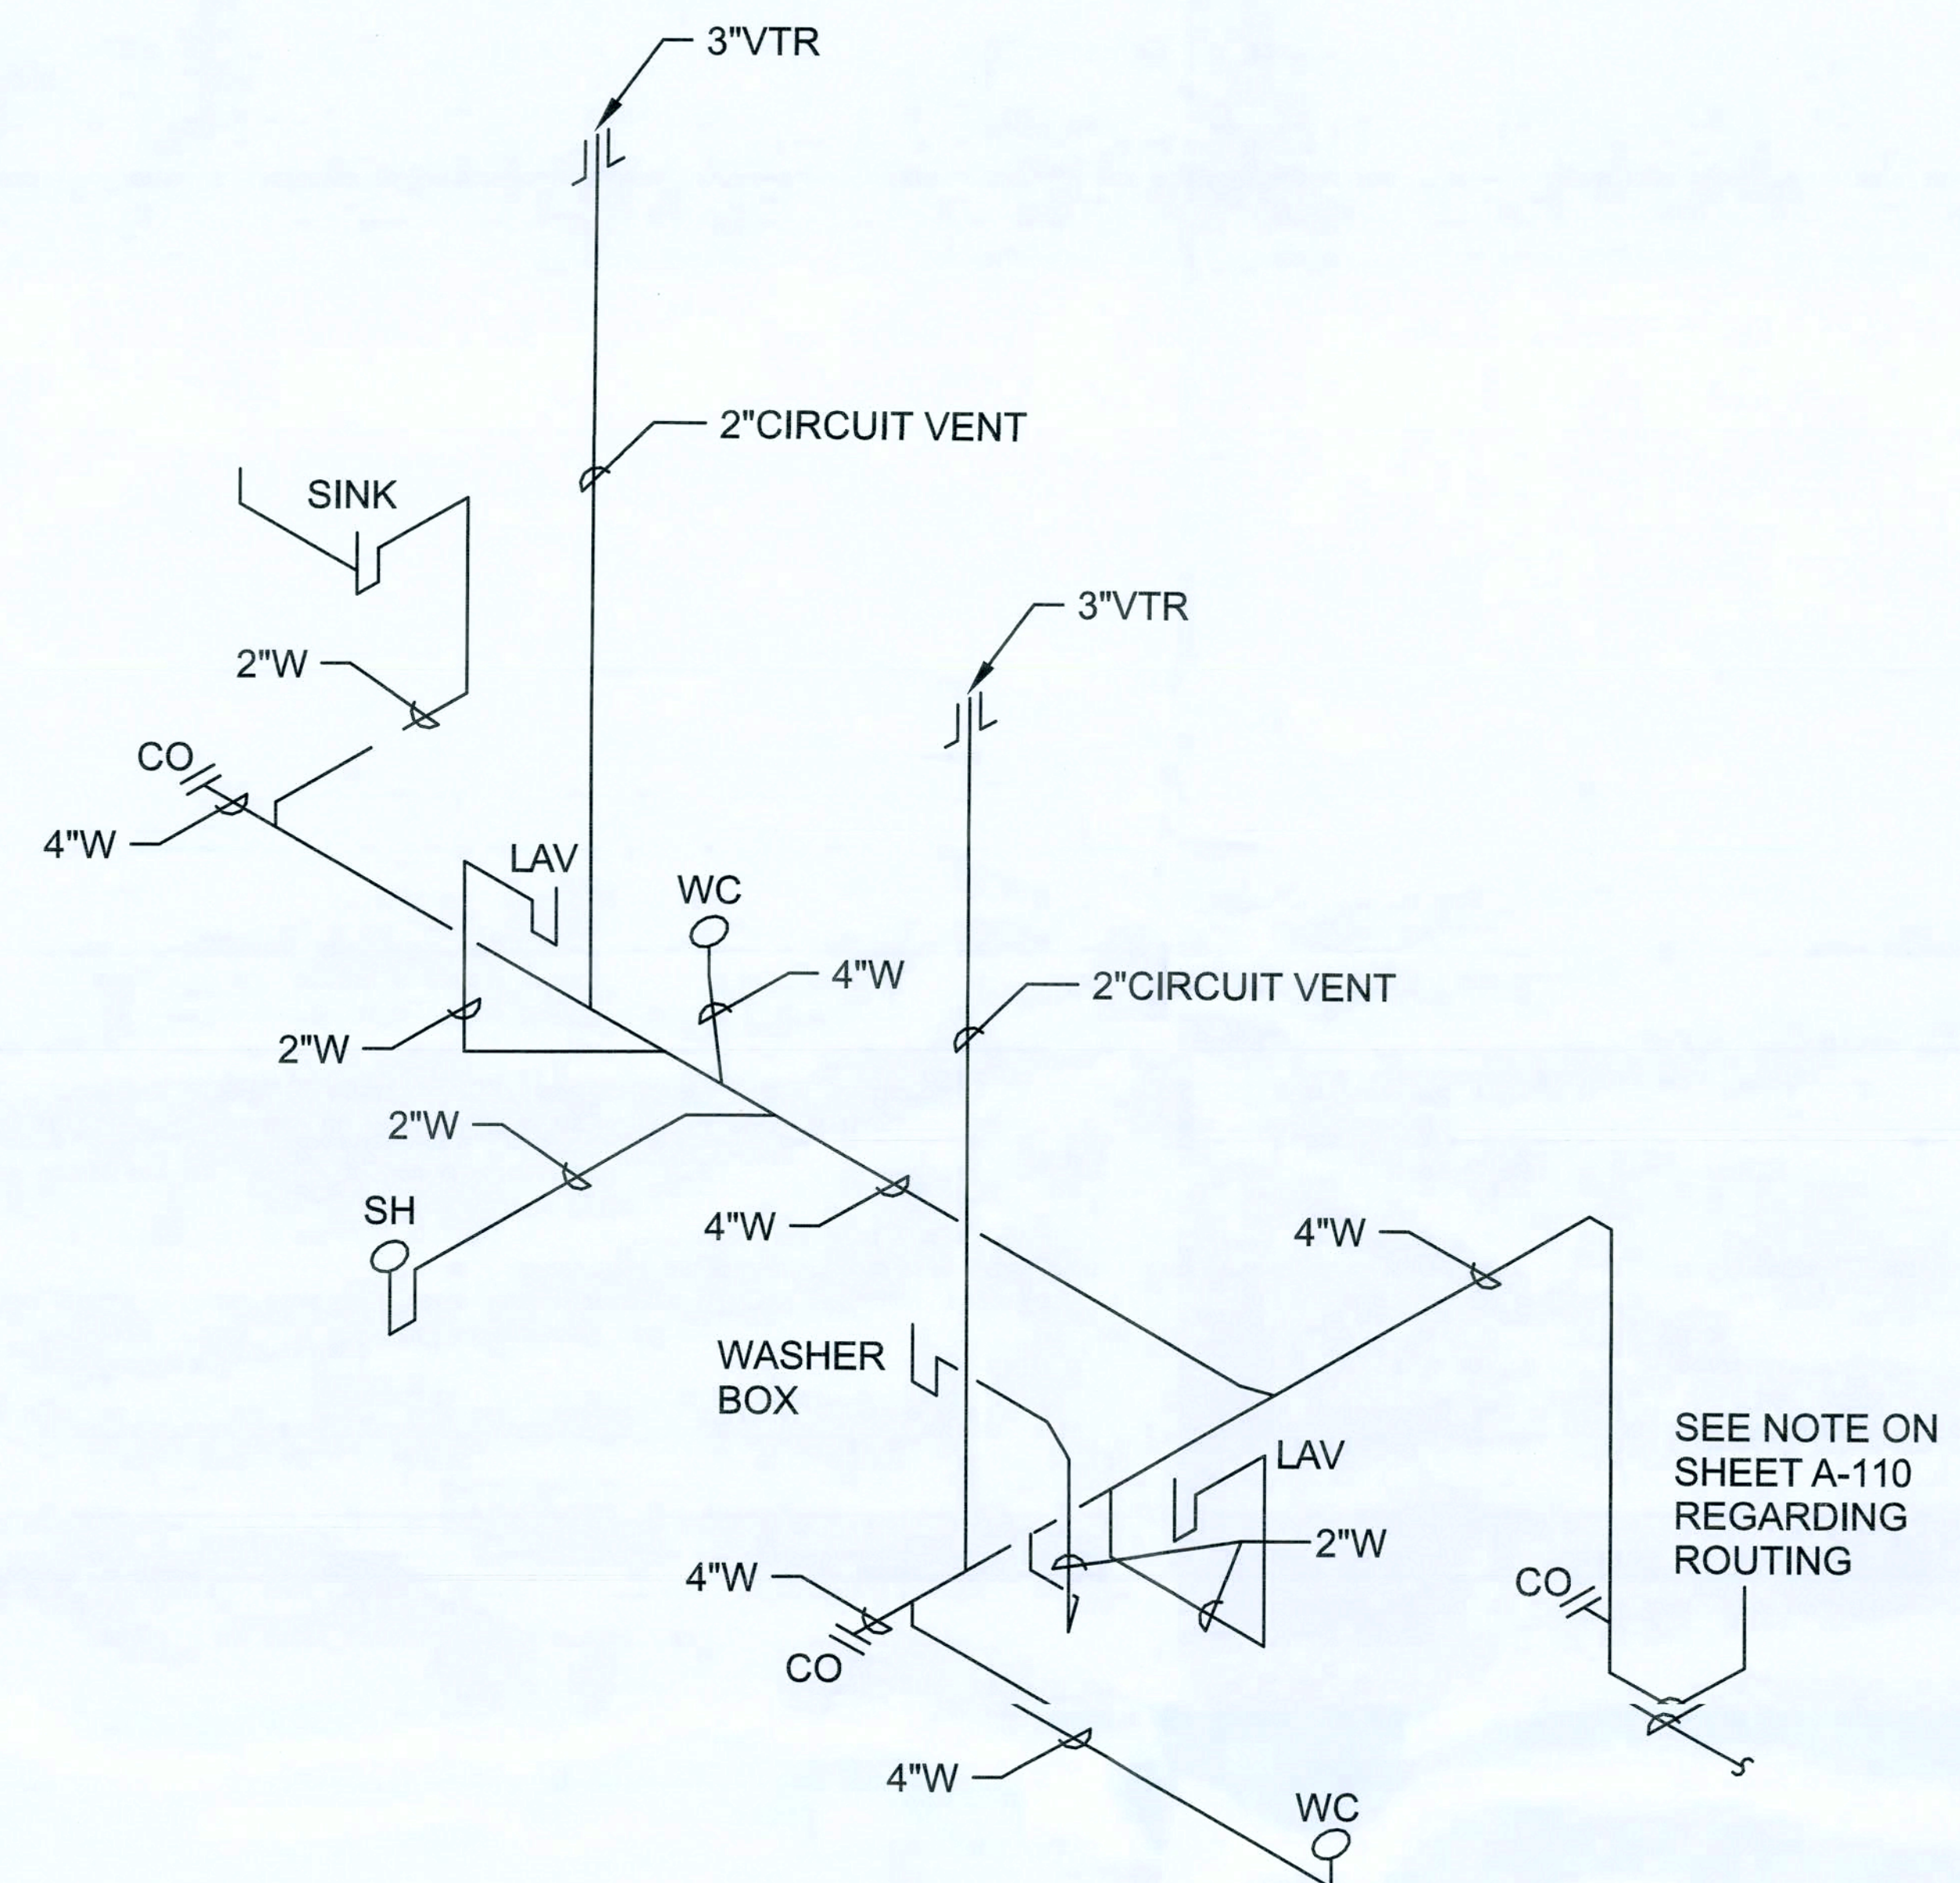 3"VTR
2"CIRCUIT VENT
SINK
3"VTR
2"W
CO
4"W
LAV
WC
4"W
2"CIRCUIT VENT
2"W
2"W
SH
4"W
4"W
WASHER
BOX
SEE NOTE ON
SHEET A-110
REGARDING
ROUTING
LAV
2"W
4"W
CO
CO
4"W
WC